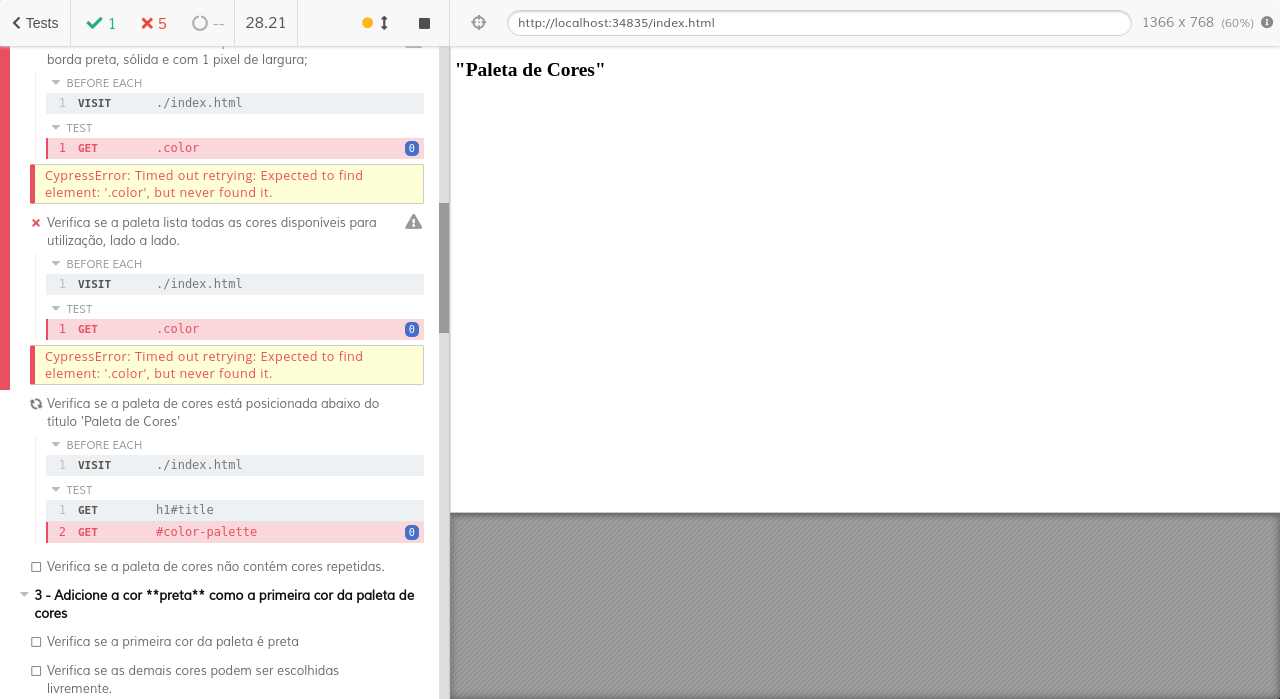 Tests 1 5 -- 28.21 http://localhost:34835/index.html 1366 x 768 (60%)
borda preta, sólida e com 1 pixel de largura;
BEFORE EACH
1 VISIT ./index.html
TEST
1 GET .color 0
CypressError: Timed out retrying: Expected to find
element: '.color', but never found it.
Verifica se a paleta lista todas as cores disponíveis para
utilização, lado a lado.
BEFORE EACH
1 VISIT ./index.html
TEST
1 GET .color 0
CypressError: Timed out retrying: Expected to find
element: '.color', but never found it.
Verifica se a paleta de cores está posicionada abaixo do
título 'Paleta de Cores'
BEFORE EACH
1 VISIT ./index.html
TEST
1 GET h1#title
2 GET #color-palette 0
Verifica se a paleta de cores não contém cores repetidas.
3 - Adicione a cor **preta** como a primeira cor da paleta de
cores
Verifica se a primeira cor da paleta é preta
Verifica se as demais cores podem ser escolhidas
livremente.
"Paleta de Cores"